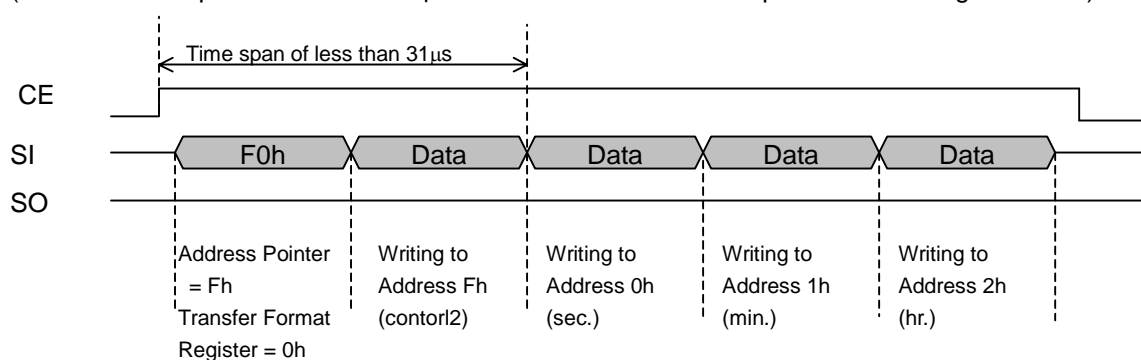 Time span of less than 31μs
CE
SI
F0h Data Data Data Data
SO
Address Pointer
= Fh
Transfer Format
Register = 0h
Writing to
Address Fh
(contorl2)
Writing to
Address 0h
(sec.)
Writing to
Address 1h
(min.)
Writing to
Address 2h
(hr.)